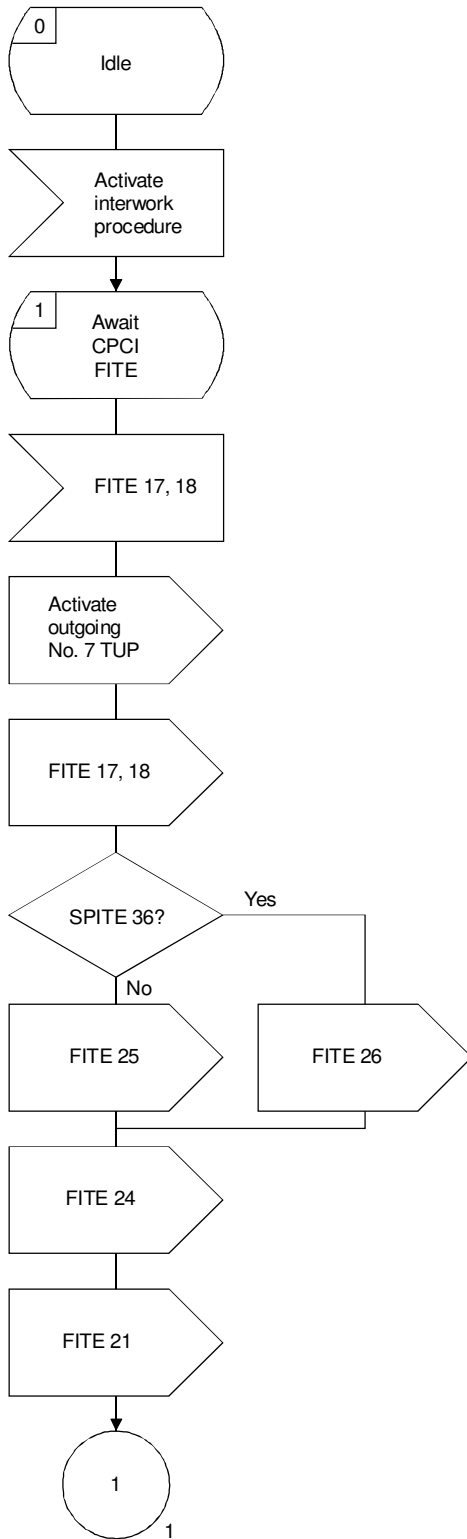 0
Idle
Activate
interwork
procedure
1
Await
CPCI
FITE
FITE 17, 18
Activate
outgoing
No. 7 TUP
FITE 17, 18
SPITE 36?
Yes
No
FITE 25
FITE 26
FITE 24
FITE 21
1
1